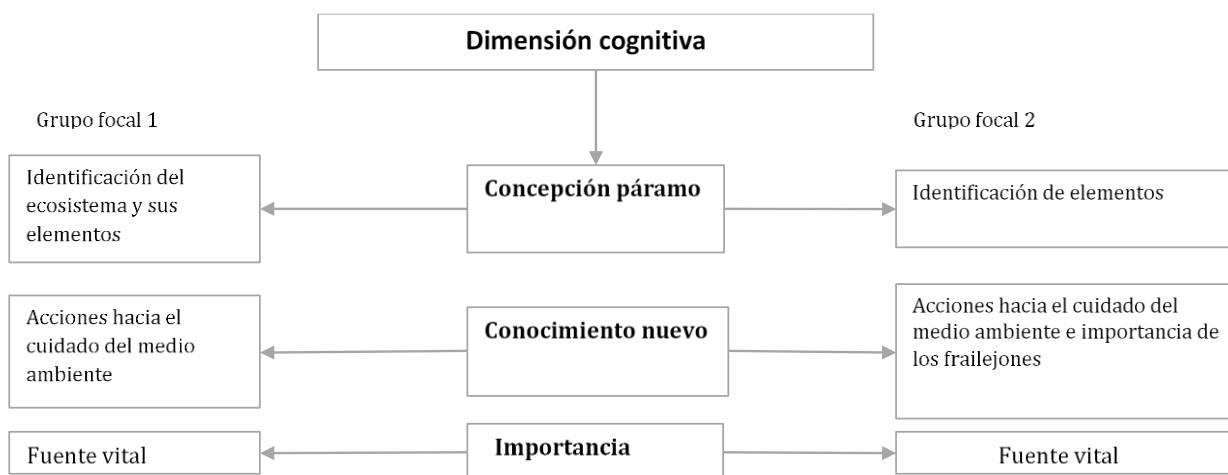 Dimensión cognitiva
Grupo focal 1
Grupo focal 2
Identificación del
ecosistema y sus
elementos
Concepción páramo
Identificación de elementos
Acciones hacia el
cuidado del medio
ambiente
Conocimiento nuevo
Acciones hacia el cuidado del
medio ambiente e importancia de
los frailejones
Fuente vital
Importancia
Fuente vital